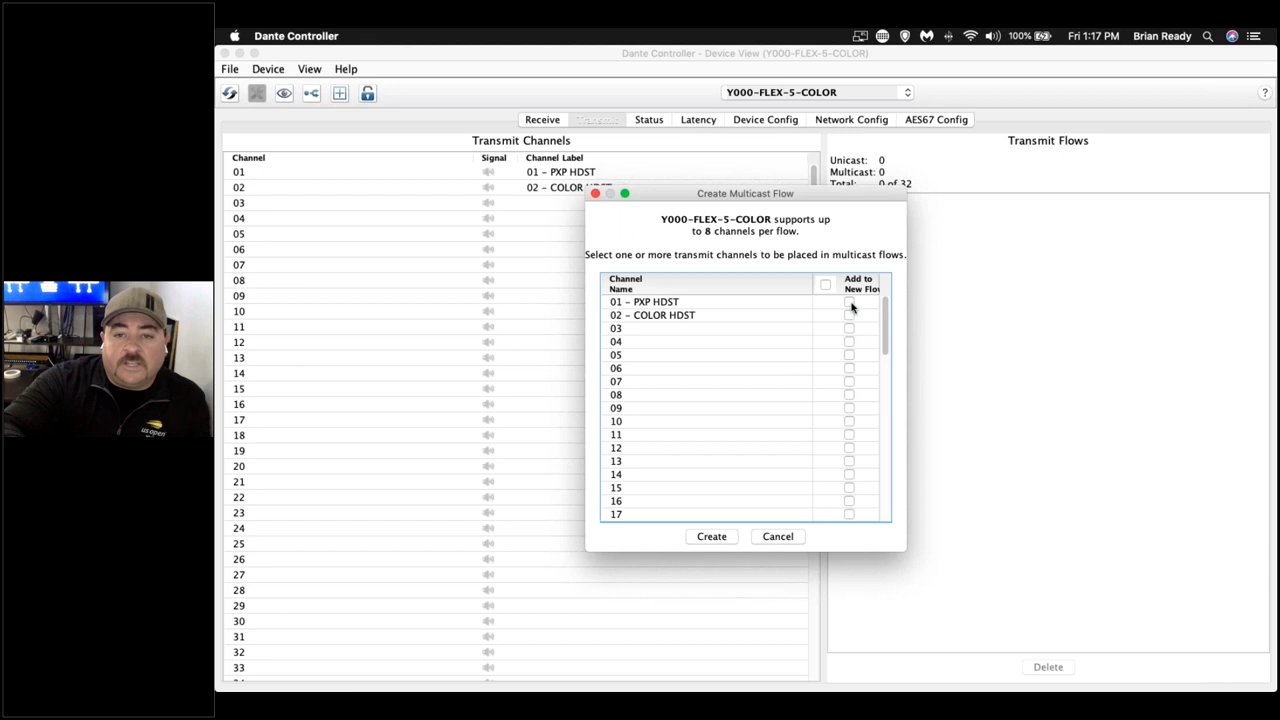 Dante Controller
100%
Fri 1:17 PM
Brian Ready
Dante Controller - Device View (Y000-FLEX-5-COLOR)
File
Device
View
Help
Y000-FLEX-5-COLOR
?
Receive
Transmit
Status
Latency
Device Config
Network Config
AES67 Config
Transmit Channels
Channel
Signal
Channel Label
01
01 - PXP HDST
02
02 - COLOR HDST
03
04
05
06
07
08
09
10
11
12
13
14
15
16
17
18
19
20
21
22
23
24
25
26
27
28
29
30
31
32
33
Transmit Flows
Unicast: 0
Multicast: 0
Total: 0 of 32
Delete
Create Multicast Flow
Y000-FLEX-5-COLOR supports up
to 8 channels per flow.
Select one or more transmit channels to be placed in multicast flows.
Channel
Name
Add to
New Flow
01 - PXP HDST
02 - COLOR HDST
03
04
05
06
07
08
09
10
11
12
13
14
15
16
17
Create
Cancel
us open